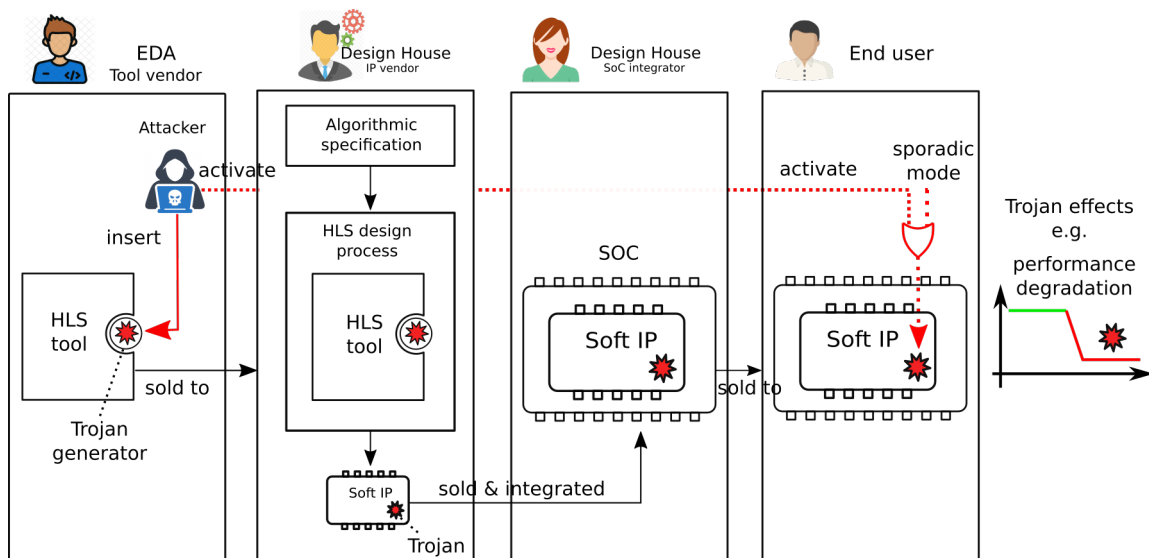 EDA
Tool vendor
Design House
IP vendor
Design House
SoC integrator
End user
Attacker
activate
insert
HLS
tool
sold to
Trojan
generator
Algorithmic
specification
HLS design
process
HLS
tool
Soft IP
Trojan
sold & integrated
SOC
Soft IP
sold to
activate
sporadic
mode
Soft IP
Trojan effects
e.g.
performance
degradation